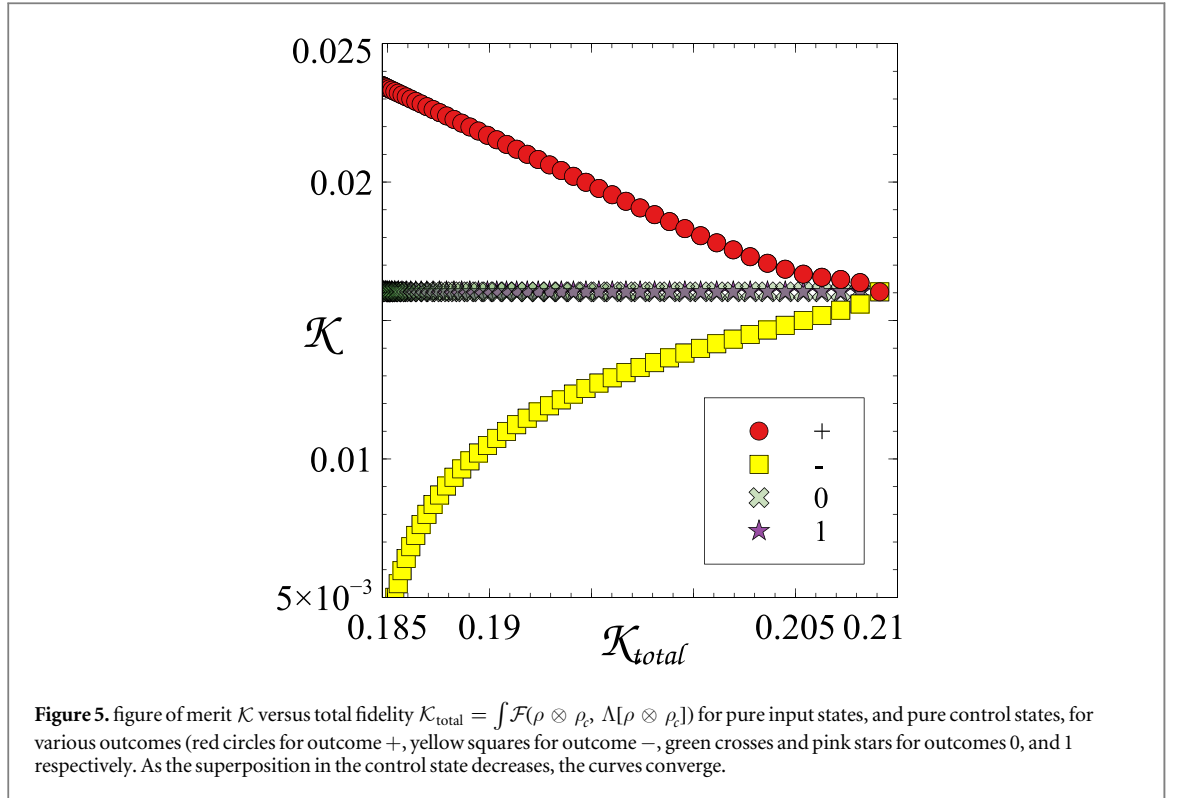 0.025
0.02
𝒦
0.01
5×10⁻³
0.185 0.19 𝒦total 0.205 0.21
+
-
0
1
Figure 5. figure of merit 𝒦 versus total fidelity 𝒦total = ∫ℱ(ρ ⊗ ρc, Λ[ρ ⊗ ρc]) for pure input states, and pure control states, for
various outcomes (red circles for outcome +, yellow squares for outcome −, green crosses and pink stars for outcomes 0, and 1
respectively. As the superposition in the control state decreases, the curves converge.